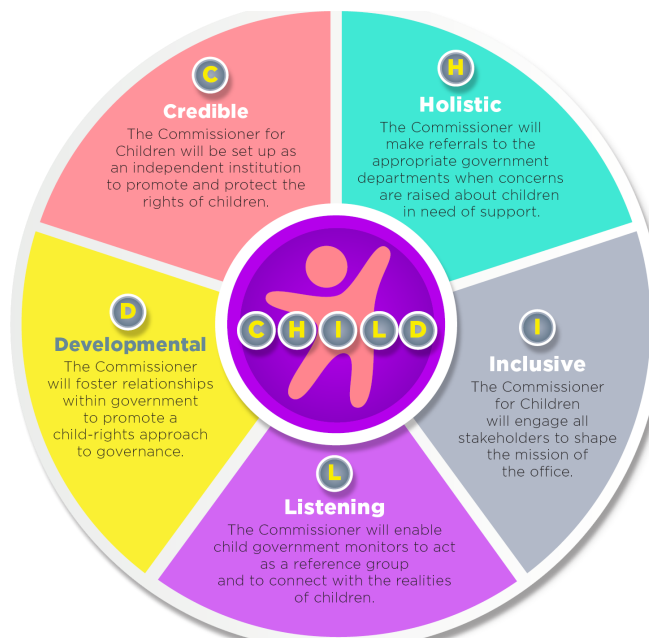 C
Credible
The Commissioner for
Children will be set up as
an independent institution
to promote and protect the
rights of children.
H
Holistic
The Commissioner will
make referrals to the
appropriate government
departments when concerns
are raised about children
in need of support.
I
Inclusive
The Commissioner
for Children
will engage all
stakeholders to shape
the mission of
the office.
L
Listening
The Commissioner will enable
child government monitors to act
as a reference group
and to connect with the realities
of children.
D
Developmental
The Commissioner
will foster relationships
within government
to promote a
child-rights approach
to governance.
CHILD